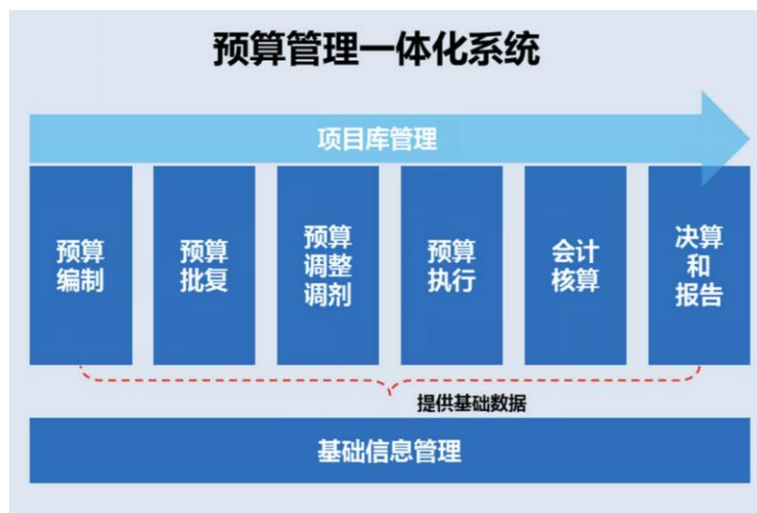 预算管理一体化系统
项目库管理
预算
编制
预算
批复
预算
调整
调剂
预算
执行
会计
核算
决算
和
报告
提供基础数据
基础信息管理